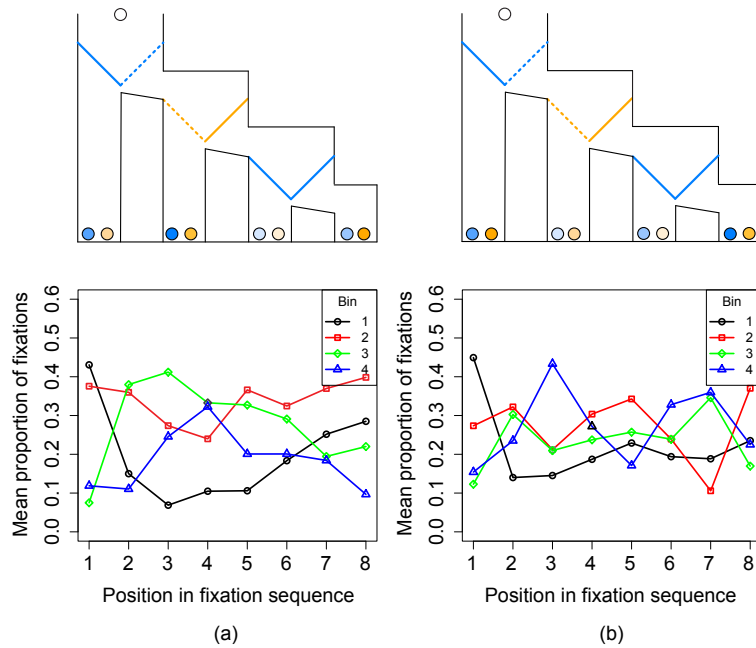 Mean proportion of fixations
0.0 0.1 0.2 0.3 0.4 0.5 0.6
Bin
1
2
3
4
1 2 3 4 5 6 7 8
Position in fixation sequence
(a)
Mean proportion of fixations
0.0 0.1 0.2 0.3 0.4 0.5 0.6
Bin
1
2
3
4
1 2 3 4 5 6 7 8
Position in fixation sequence
(b)